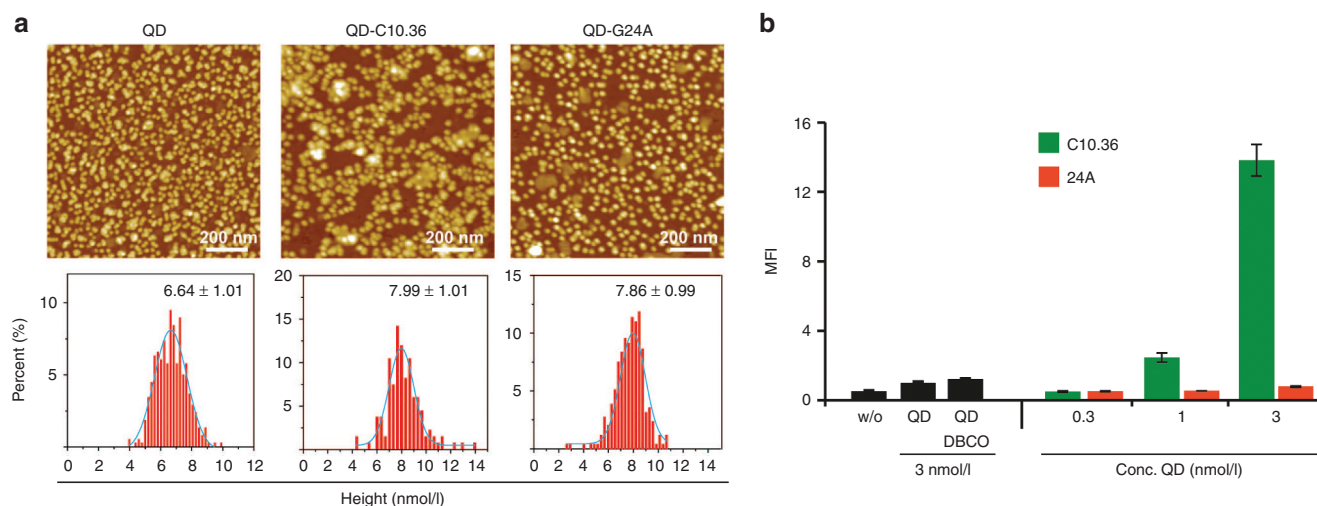 a
QD
QD-C10.36
QD-G24A
200 nm
200 nm
200 nm
6.64 ± 1.01
7.99 ± 1.01
7.86 ± 0.99
10
5
20
15
10
5
15
10
5
Percent (%)
0 2 4 6 8 10 12
0 2 4 6 8 10 12 14
0 2 4 6 8 10 12 14
Height (nmol/l)
b
16
12
8
4
0
MFI
C10.36
24A
w/o QD QD
DBCO
3 nmol/l
0.3 1 3
Conc. QD (nmol/l)